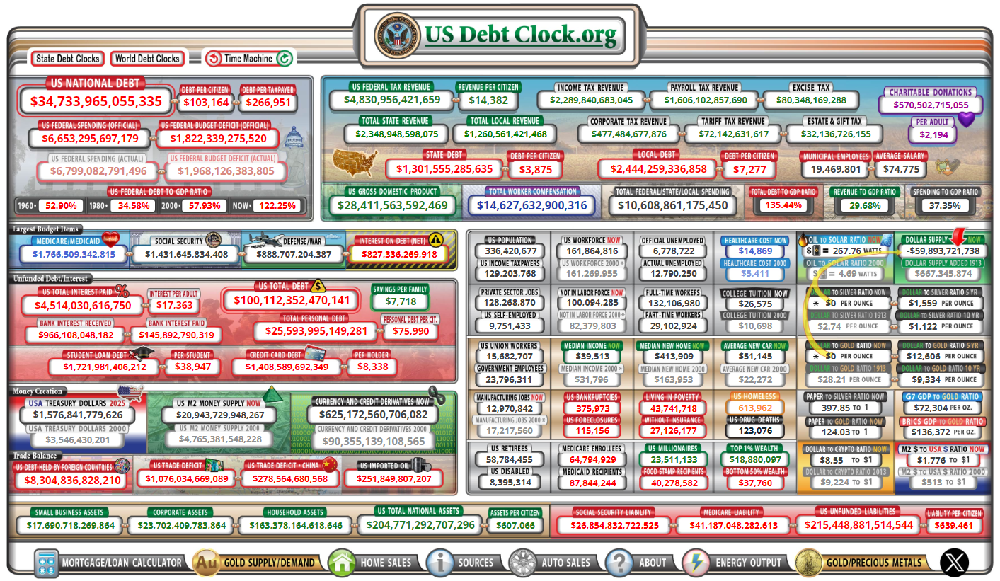 US Debt Clock.org
State Debt Clocks
World Debt Clocks
Time Machine
US NATIONAL DEBT
$34,733,965,055,335
DEBT PER CITIZEN
$103,164
DEBT PER TAXPAYER
$266,951
US FEDERAL SPENDING (OFFICIAL)
$6,653,295,697,179
US FEDERAL BUDGET DEFICIT (OFFICIAL)
$1,822,339,275,520
US FEDERAL SPENDING (ACTUAL)
$6,799,082,791,496
US FEDERAL BUDGET DEFICIT (ACTUAL)
$1,968,126,383,805
US FEDERAL DEBT TO GDP RATIO
1960• 52.90%
1980• 34.58%
2000• 57.93%
NOW• 122.25%
US FEDERAL TAX REVENUE
$4,830,956,421,659
REVENUE PER CITIZEN
$14,382
INCOME TAX REVENUE
$2,289,840,683,045
PAYROLL TAX REVENUE
$1,606,102,857,690
EXCISE TAX
$80,348,169,288
CHARITABLE DONATIONS
$570,502,715,055
TOTAL STATE REVENUE
$2,348,948,598,075
TOTAL LOCAL REVENUE
$1,260,561,421,468
CORPORATE TAX REVENUE
$477,484,677,876
TARIFF TAX REVENUE
$72,142,631,617
ESTATE & GIFT TAX
$32,136,726,155
PER ADULT
$2,194
STATE DEBT
$1,301,555,285,635
DEBT PER CITIZEN
$3,875
LOCAL DEBT
$2,444,259,336,858
DEBT PER CITIZEN
$7,277
MUNICIPAL EMPLOYEES
19,469,801
AVERAGE SALARY
$74,775
US GROSS DOMESTIC PRODUCT
$28,411,563,592,469
TOTAL WORKER COMPENSATION
$14,627,632,900,316
TOTAL FEDERAL/STATE/LOCAL SPENDING
$10,608,861,175,450
TOTAL DEBT TO GDP RATIO
135.44%
REVENUE TO GDP RATIO
29.68%
SPENDING TO GDP RATIO
37.35%
Largest Budget Items
MEDICARE/MEDICAID
$1,766,509,342,815
SOCIAL SECURITY
$1,431,645,834,408
DEFENSE/WAR
$888,707,204,387
INTEREST ON DEBT (NET)
$827,336,269,918
Unfunded Debt/Interest
US TOTAL INTEREST PAID
$4,514,030,616,750
INTEREST PER ADULT
$17,363
US TOTAL DEBT
$100,112,352,470,141
SAVINGS PER FAMILY
$7,718
BANK INTEREST RECEIVED
$966,108,048,182
BANK INTEREST PAID
$145,892,790,319
TOTAL PERSONAL DEBT
$25,593,995,149,281
PERSONAL DEBT PER CIT.
$75,990
STUDENT LOAN DEBT
$1,721,981,406,212
PER STUDENT
$38,947
CREDIT CARD DEBT
$1,408,589,692,349
PER HOLDER
$8,338
Money Creation
USA TREASURY DOLLARS 2025
$1,576,841,779,626
USA TREASURY DOLLARS 2000
$3,546,430,201
US M2 MONEY SUPPLY NOW
$20,943,729,948,267
US M2 MONEY SUPPLY 2000
$4,765,381,548,228
CURRENCY AND CREDIT DERIVATIVES NOW
$625,172,560,706,082
CURRENCY AND CREDIT DERIVATIVES 2000
$90,355,139,108,565
Trade Balance
US DEBT HELD BY FOREIGN COUNTRIES
$8,304,836,828,210
US TRADE DEFICIT
$1,076,034,669,089
US TRADE DEFICIT • CHINA
$278,564,680,568
US IMPORTED OIL
$251,849,807,207
US POPULATION
336,420,677
US INCOME TAXPAYERS
129,203,768
US WORKFORCE NOW
161,864,816
US WORKFORCE 2000 *
161,269,955
OFFICIAL UNEMPLOYED
6,778,722
ACTUAL UNEMPLOYED
12,790,250
HEALTHCARE COST NOW
$14,869
HEALTHCARE COST 2000
$5,411
OIL TO SOLAR RATIO NOW
$ = 267.76 WATTS
OIL TO SOLAR RATIO 2000
$ = 4.69 WATTS
DOLLAR SUPPLY NOW
-$59,893,721,738
DOLLAR SUPPLY ADDED 1913
$667,345,874
PRIVATE SECTOR JOBS
128,268,870
US SELF-EMPLOYED
9,751,433
NOT IN LABOR FORCE NOW
100,094,285
NOT IN LABOR FORCE 2000 *
82,379,803
FULL-TIME WORKERS
132,106,980
PART-TIME WORKERS
29,102,924
COLLEGE TUITION NOW
$26,575
COLLEGE TUITION 2000
$10,698
DOLLAR TO SILVER RATIO NOW
* $0 PER OUNCE
DOLLAR TO SILVER RATIO 1913
$2.74 PER OUNCE
DOLLAR TO SILVER RATIO 5 YR
$1,559 PER OUNCE
DOLLAR TO SILVER RATIO 10 YR
$1,122 PER OUNCE
US UNION WORKERS
15,682,707
GOVERNMENT EMPLOYEES
23,796,311
MEDIAN INCOME NOW
$39,513
MEDIAN INCOME 2000 *
$31,796
MEDIAN NEW HOME NOW
$413,909
MEDIAN NEW HOME 2000
$163,953
AVERAGE NEW CAR NOW
$51,145
AVERAGE NEW CAR 2000
$22,272
DOLLAR TO GOLD RATIO NOW
* $0 PER OUNCE
DOLLAR TO GOLD RATIO 1913
$28.21 PER OUNCE
DOLLAR TO GOLD RATIO 5 YR
$12,606 PER OUNCE
DOLLAR TO GOLD RATIO 10 YR
$9,334 PER OUNCE
MANUFACTURING JOBS NOW
12,970,842
MANUFACTURING JOBS 2000 *
17,217,560
US BANKRUPTCIES
375,973
US FORECLOSURES
115,156
LIVING IN POVERTY
43,741,718
WITHOUT INSURANCE
27,126,177
US HOMELESS
613,962
US DRUG DEATHS
123,076
PAPER TO SILVER RATIO NOW
397.85 TO 1
PAPER TO GOLD RATIO NOW
124.03 TO 1
G7 GDP TO GOLD RATIO
$72,304 PER OZ.
BRICS GDP TO GOLD RATIO
$136,372 PER OZ.
US RETIREES
58,784,455
US DISABLED
8,395,314
MEDICARE ENROLLEES
64,794,929
MEDICAID RECIPIENTS
87,844,244
US MILLIONAIRES
23,511,133
FOOD STAMP RECIPIENTS
40,278,582
TOP 1% WEALTH
$18,880,097
BOTTOM 50% WEALTH
$37,760
DOLLAR TO CRYPTO RATIO NOW
$8.55 TO $1
DOLLAR TO CRYPTO RATIO 2013
$9,224 TO $1
M2 $ TO USA $ RATIO NOW
$1,776 TO $1
M2 $ TO USA $ RATIO 2000
$513 TO $1
SMALL BUSINESS ASSETS
$17,690,718,269,864
CORPORATE ASSETS
$23,702,409,783,864
HOUSEHOLD ASSETS
$163,378,164,618,646
US TOTAL NATIONAL ASSETS
$204,771,292,707,296
ASSETS PER CITIZEN
$607,066
SOCIAL SECURITY LIABILITY
$26,854,832,722,525
MEDICARE LIABILITY
$41,187,048,282,613
US UNFUNDED LIABILITIES
$215,448,881,514,544
LIABILITY PER CITIZEN
$639,461
MORTGAGE/LOAN CALCULATOR
Au
GOLD SUPPLY/DEMAND
HOME SALES
SOURCES
AUTO SALES
ABOUT
ENERGY OUTPUT
GOLD/PRECIOUS METALS